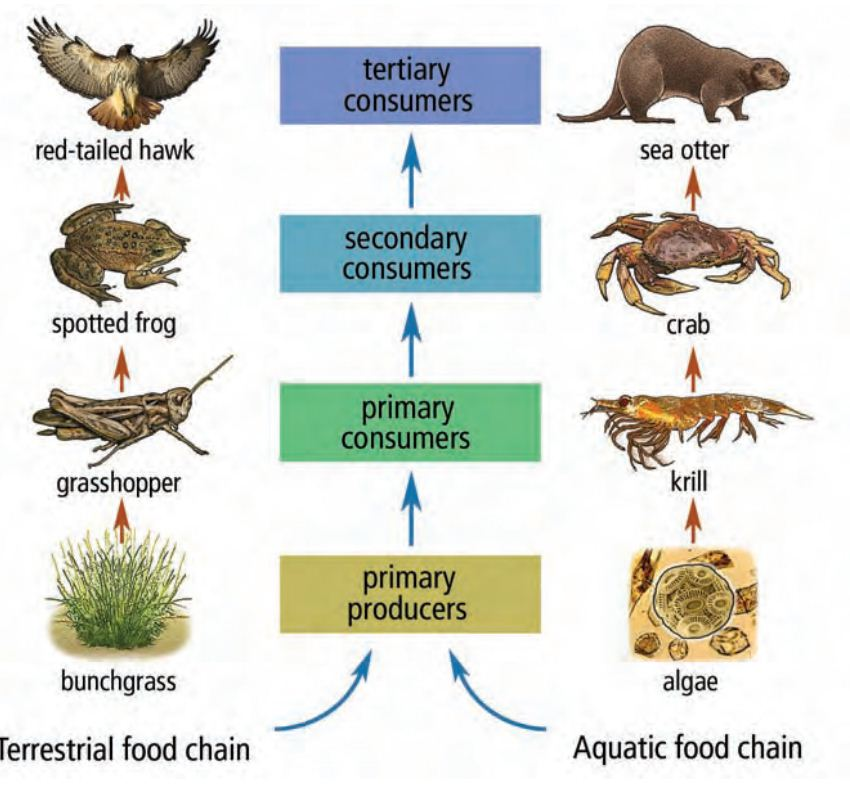 tertiary
consumers
red-tailed hawk
sea otter
secondary
consumers
spotted frog
crab
primary
consumers
grasshopper
krill
primary
producers
bunchgrass
algae
Terrestrial food chain
Aquatic food chain